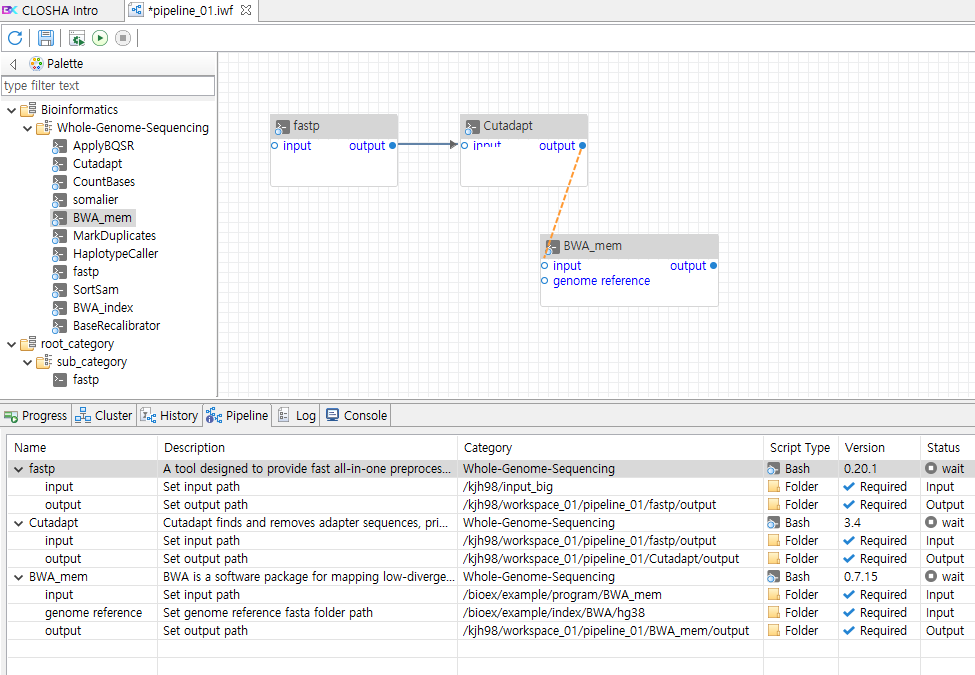 CLOSHA Intro
*pipeline_01.iwf
Palette
type filter text
Bioinformatics
Whole-Genome-Sequencing
ApplyBQSR
Cutadapt
CountBases
somalier
BWA_mem
MarkDuplicates
HaplotypeCaller
fastp
SortSam
BWA_index
BaseRecalibrator
root_category
sub_category
fastp
fastp
input output
Cutadapt
input output
BWA_mem
input output
genome reference
Progress Cluster History Pipeline Log Console
Name Description Category Script Type Version Status
fastp A tool designed to provide fast all-in-one preproces... Whole-Genome-Sequencing Bash 0.20.1 wait
input Set input path /kjh98/input_big Folder Required Input
output Set output path /kjh98/workspace_01/pipeline_01/fastp/output Folder Required Output
Cutadapt Cutadapt finds and removes adapter sequences, pri... Whole-Genome-Sequencing Bash 3.4 wait
input Set input path /kjh98/workspace_01/pipeline_01/fastp/output Folder Required Input
output Set output path /kjh98/workspace_01/pipeline_01/Cutadapt/output Folder Required Output
BWA_mem BWA is a software package for mapping low-diverge... Whole-Genome-Sequencing Bash 0.7.15 wait
input Set input path /bioex/example/program/BWA_mem Folder Required Input
genome reference Set genome reference fasta folder path /bioex/example/index/BWA/hg38 Folder Required Input
output Set output path /kjh98/workspace_01/pipeline_01/BWA_mem/output Folder Required Output